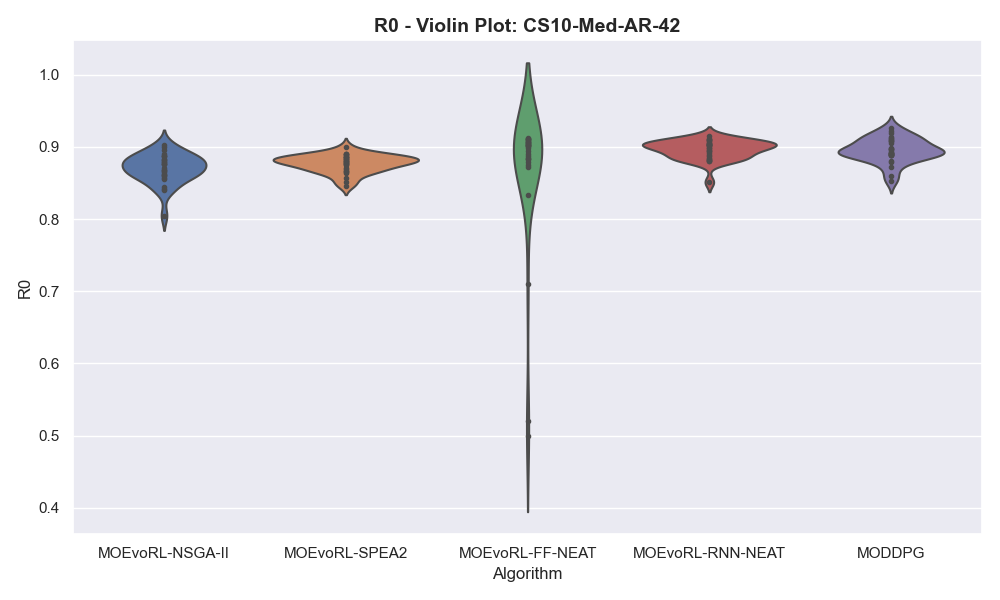 R0 - Violin Plot: CS10-Med-AR-42
1.0
0.9
0.8
0.7
0.6
0.5
0.4
R0
MOEvoRL-NSGA-II MOEvoRL-SPEA2 MOEvoRL-FF-NEAT MOEvoRL-RNN-NEAT MODDPG
Algorithm